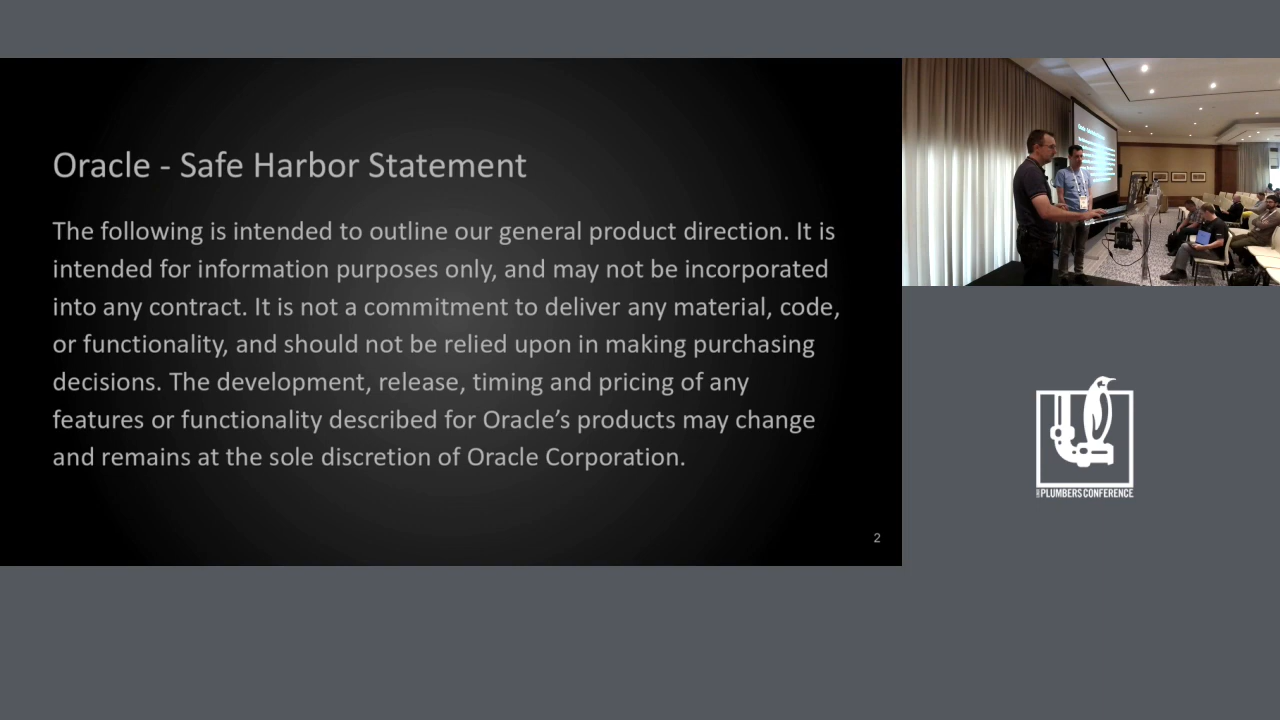 Oracle - Safe Harbor Statement
The following is intended to outline our general product direction. It is
intended for information purposes only, and may not be incorporated
into any contract. It is not a commitment to deliver any material, code,
or functionality, and should not be relied upon in making purchasing
decisions. The development, release, timing and pricing of any
features or functionality described for Oracle’s products may change
and remains at the sole discretion of Oracle Corporation.
2
PLUMBERS CONFERENCE